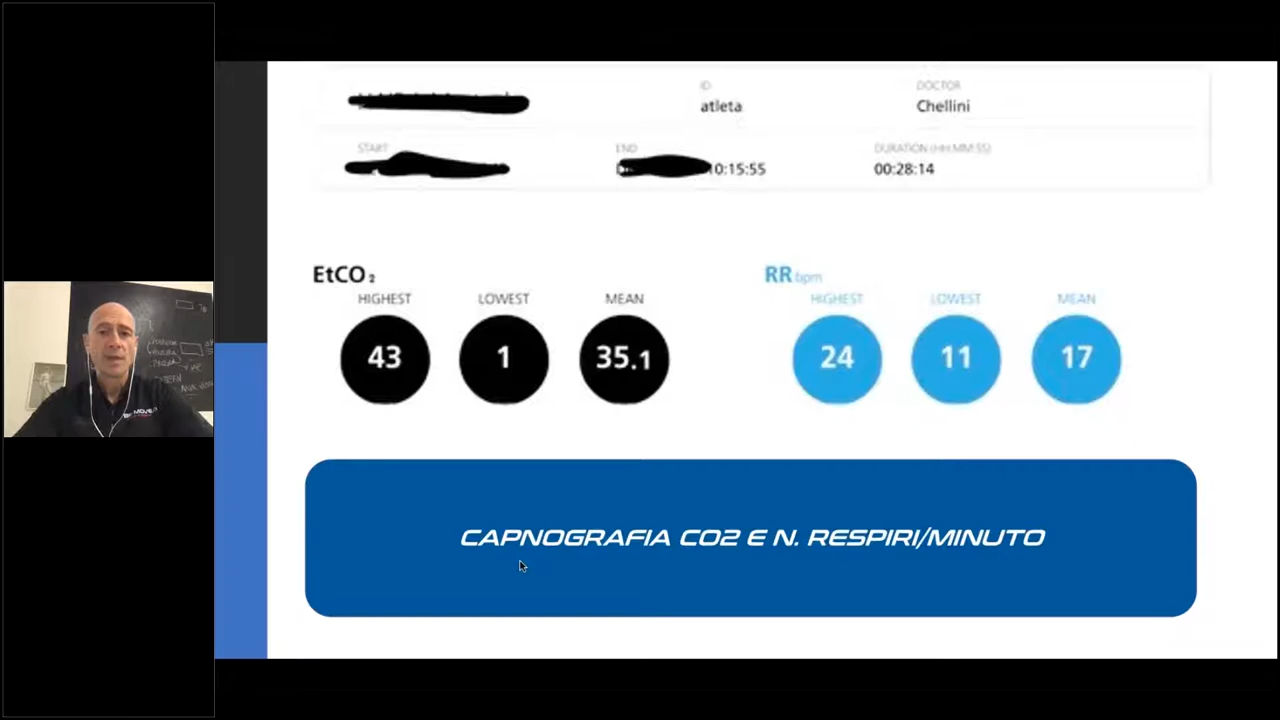 ID
DOCTOR
atleta
Chellini
START
END
DURATION (HH:MM:SS)
0:15:55
00:28:14
EtCO₂
RR bpm
HIGHEST
LOWEST
MEAN
HIGHEST
LOWEST
MEAN
43
1
35.1
24
11
17
CAPNOGRAFIA CO2 E N. RESPIRI/MINUTO